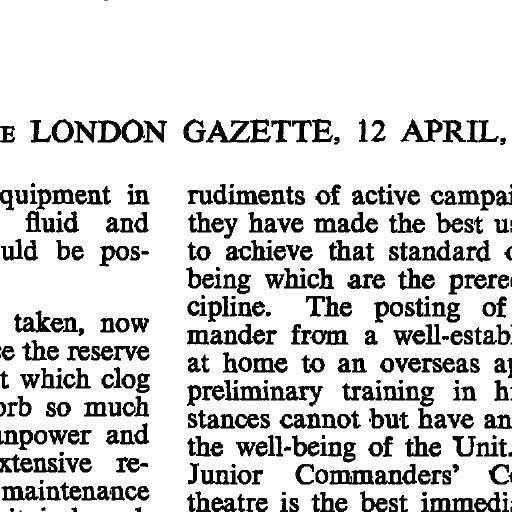 E LONDON GAZETTE, 12 APRIL,
quipment in
fluid and
uld be pos-
taken, now
e the reserve
t which clog
orb so much
npower and
xtensive re-
maintenance
rudiments of active campai
they have made the best us
to achieve that standard
being which are the prere
cipline. The posting of
mander from a well-establ
at home to an overseas ap
preliminary training in h
stances cannot but have an
the well-being of the Unit.
Junior Commanders' Co
theatre is the best immedia